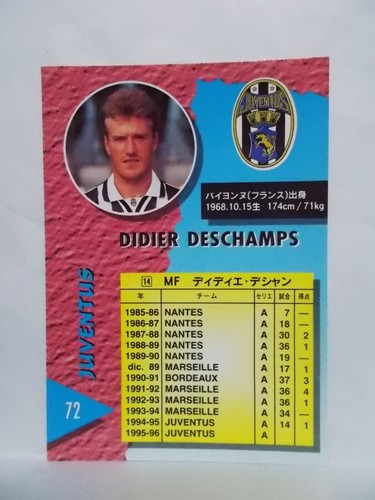 JUVENTUS
バイヨンヌ(フランス)出身
1968.10.15生 174cm/71kg
DIDIER DESCHAMPS
JUVENTUS
72
14 MF ディディエ・デシャン
年 チーム セリエ 試合 得点
1985-86 NANTES A 7 —
1986-87 NANTES A 18 —
1987-88 NANTES A 30 2
1988-89 NANTES A 36 1
1989-90 NANTES A 19 —
dic. 89 MARSEILLE A 17 1
1990-91 BORDEAUX A 37 3
1991-92 MARSEILLE A 36 4
1992-93 MARSEILLE A 36 1
1993-94 MARSEILLE A 34 —
1994-95 JUVENTUS A 14 1
1995-96 JUVENTUS A